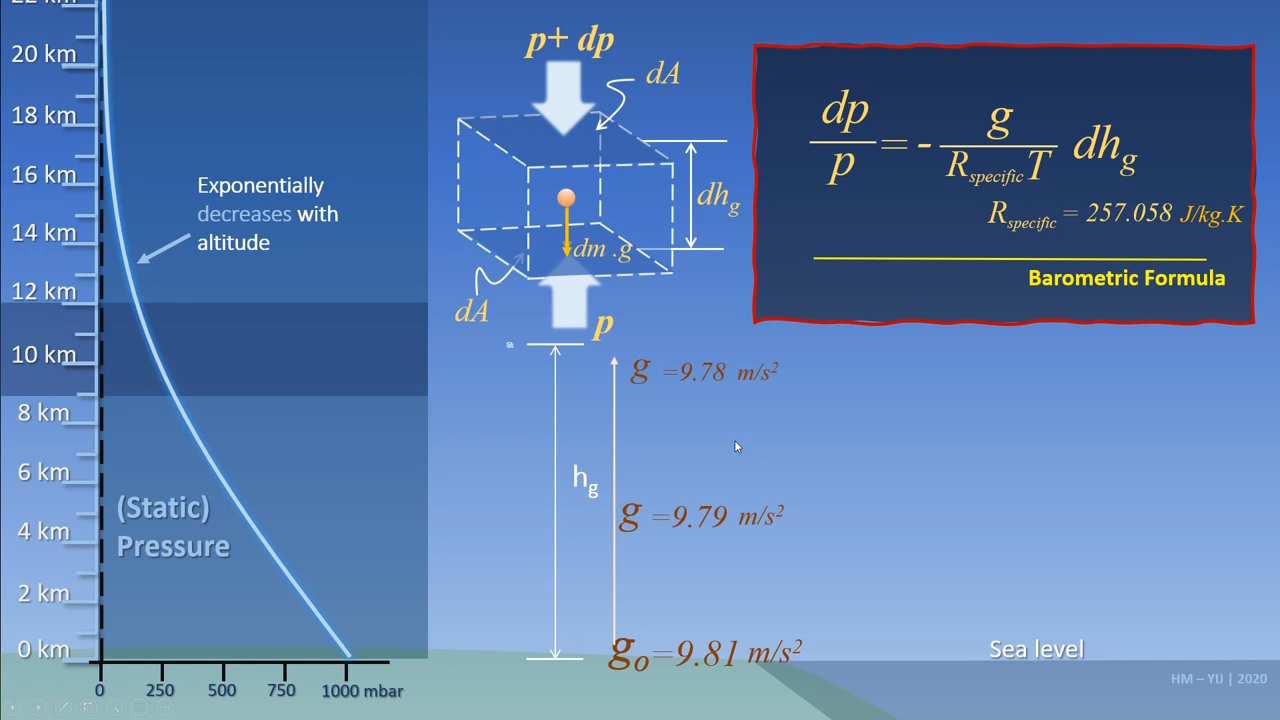 22 km
20 km
18 km
16 km
14 km
12 km
10 km
8 km
6 km
4 km
2 km
0 km
0 250 500 750 1000 mbar
Exponentially
decreases with
altitude
(Static)
Pressure
p+ dp
dA
dh_g
dm .g
dA
p
h_g
g =9.78 m/s²
g =9.79 m/s²
g_o=9.81 m/s²
dp/p = - g/(R_specific T) dh_g
R_specific = 257.058 J/kg.K
Barometric Formula
Sea level
HM – YIJ | 2020